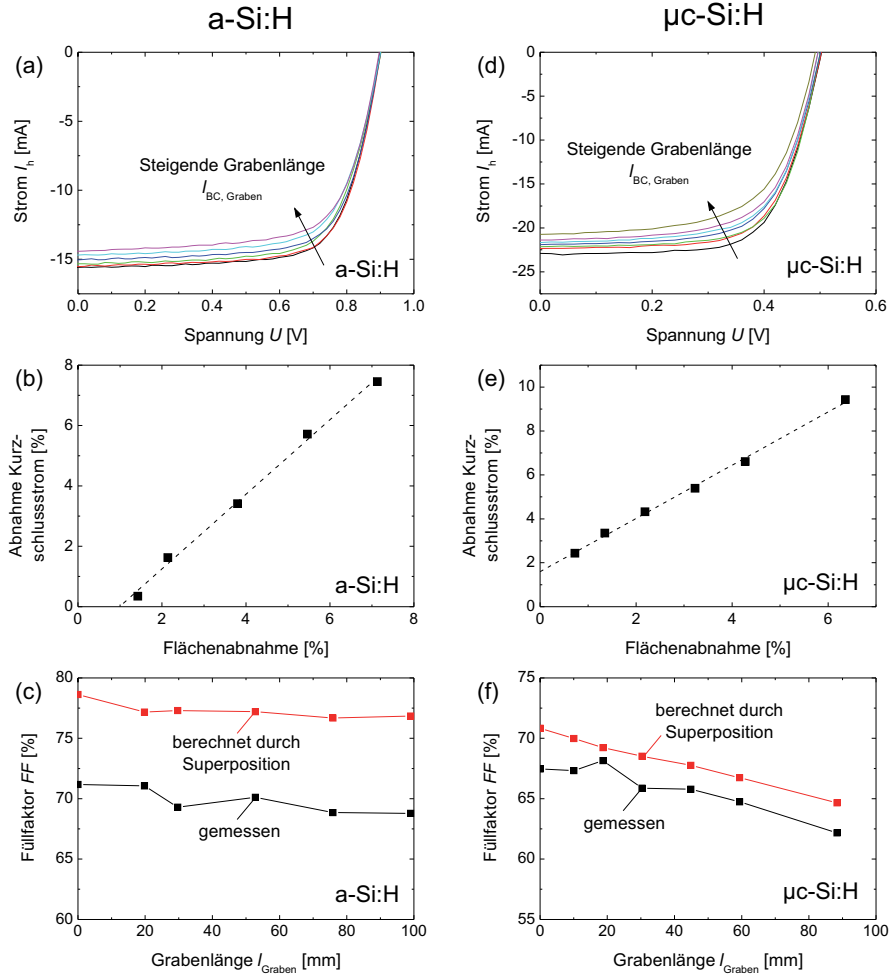 a-Si:H
µc-Si:H
(a)
0
-5
-10
-15
Strom I_h [mA]
Steigende Grabenlänge
l_BC, Graben
a-Si:H
0.0 0.2 0.4 0.6 0.8 1.0
Spannung U [V]
(d)
0
-5
-10
-15
-20
-25
Strom I_h [mA]
Steigende Grabenlänge
l_BC, Graben
µc-Si:H
0.0 0.2 0.4 0.6
Spannung U [V]
(b)
8
6
4
2
0
Abnahme Kurz-
schlussstrom [%]
a-Si:H
0 2 4 6 8
Flächenabnahme [%]
(e)
10
8
6
4
2
0
Abnahme Kurz-
schlussstrom [%]
µc-Si:H
0 2 4 6
Flächenabnahme [%]
(c)
80
75
70
65
60
Füllfaktor FF [%]
berechnet durch
Superposition
gemessen
a-Si:H
0 20 40 60 80 100
Grabenlänge l_Graben [mm]
(f)
75
70
65
60
55
Füllfaktor FF [%]
berechnet durch
Superposition
gemessen
µc-Si:H
0 20 40 60 80 100
Grabenlänge l_Graben [mm]